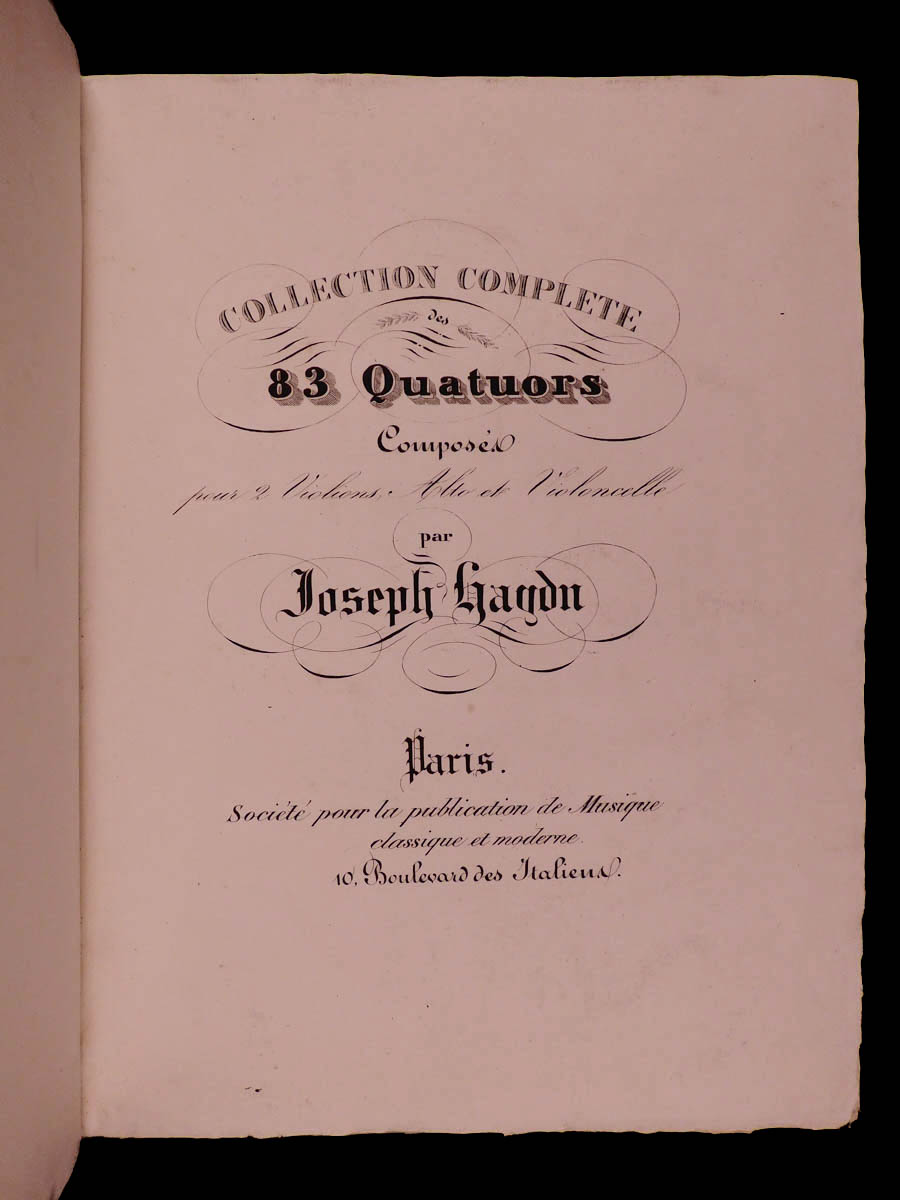 COLLECTION COMPLETE
des
83 Quatuors
Composés
pour 2 Violions, Alto et Violoncelle
par
Joseph Haydn
Paris.
Société pour la publication de Musique
classique et moderne.
10, Boulevard des Italiens.